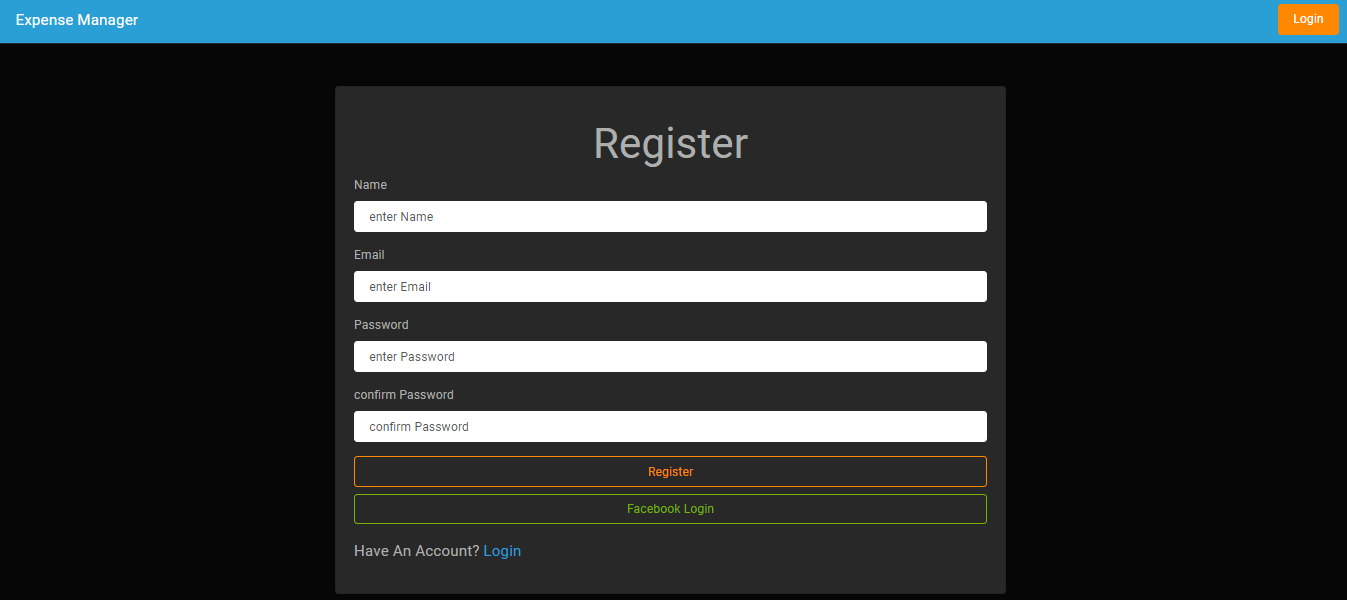 Expense Manager
Login
Register
Name
enter Name
Email
enter Email
Password
enter Password
confirm Password
confirm Password
Register
Facebook Login
Have An Account? Login